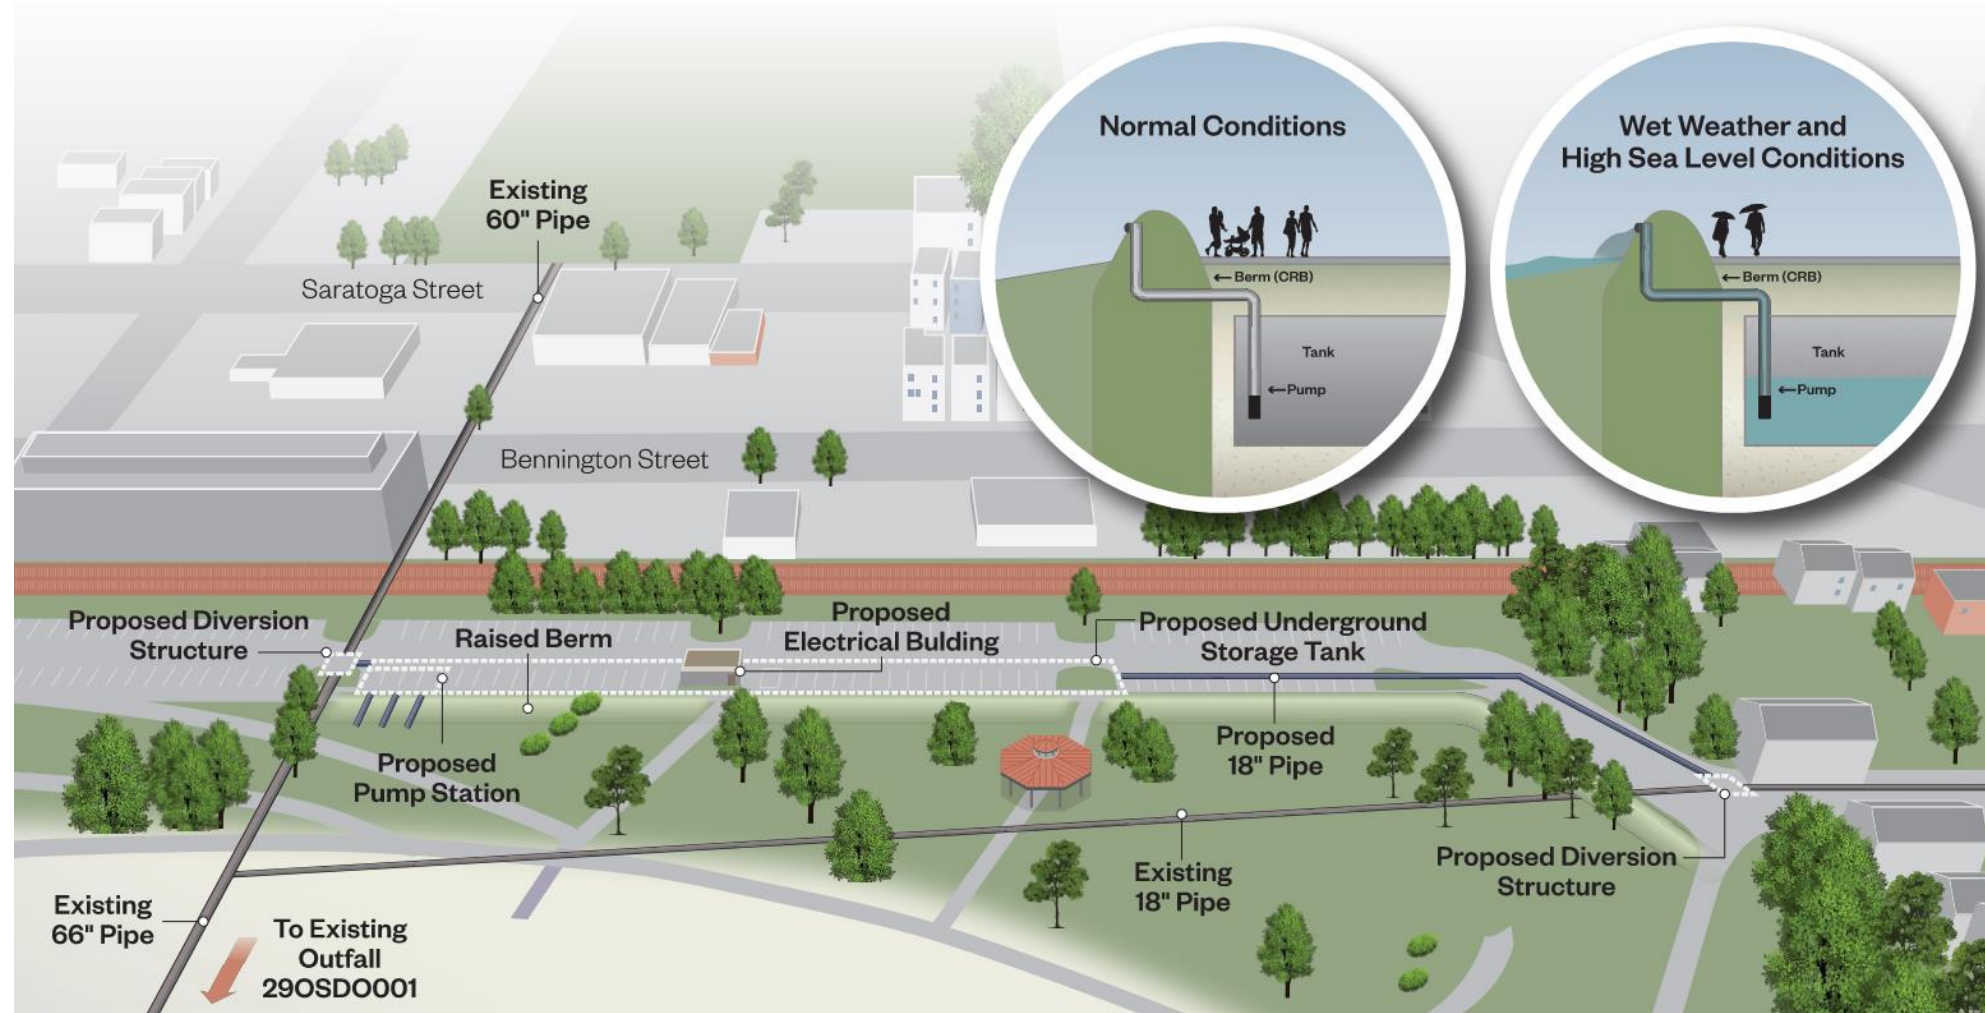 Normal Conditions
Berm (CRB)
Tank
Pump
Wet Weather and
High Sea Level Conditions
Berm (CRB)
Tank
Pump
Existing
60" Pipe
Saratoga Street
Bennington Street
Proposed Diversion
Structure
Raised Berm
Proposed
Electrical Bulding
Proposed Underground
Storage Tank
Proposed
Pump Station
Proposed
18" Pipe
Existing
18" Pipe
Proposed Diversion
Structure
Existing
66" Pipe
To Existing
Outfall
29OSDO001